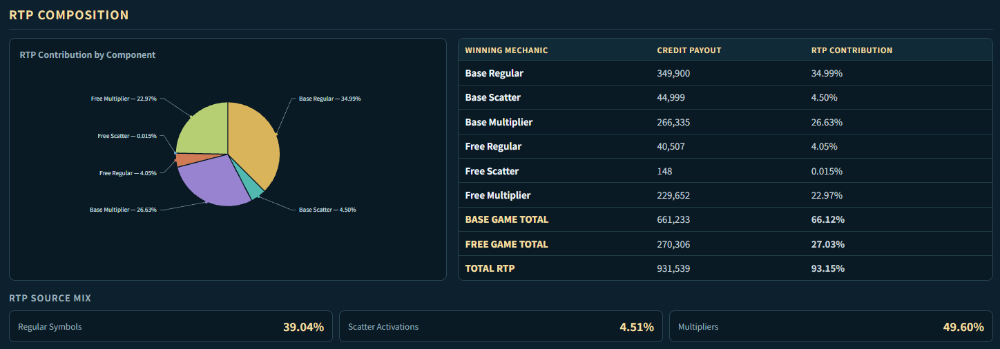 RTP COMPOSITION
RTP Contribution by Component
Free Multiplier — 22.97%
Base Regular — 34.99%
Free Scatter — 0.015%
Free Regular — 4.05%
Base Multiplier — 26.63%
Base Scatter — 4.50%
WINNING MECHANIC CREDIT PAYOUT RTP CONTRIBUTION
Base Regular 349,900 34.99%
Base Scatter 44,999 4.50%
Base Multiplier 266,335 26.63%
Free Regular 40,507 4.05%
Free Scatter 148 0.015%
Free Multiplier 229,652 22.97%
BASE GAME TOTAL 661,233 66.12%
FREE GAME TOTAL 270,306 27.03%
TOTAL RTP 931,539 93.15%
RTP SOURCE MIX
Regular Symbols 39.04%
Scatter Activations 4.51%
Multipliers 49.60%